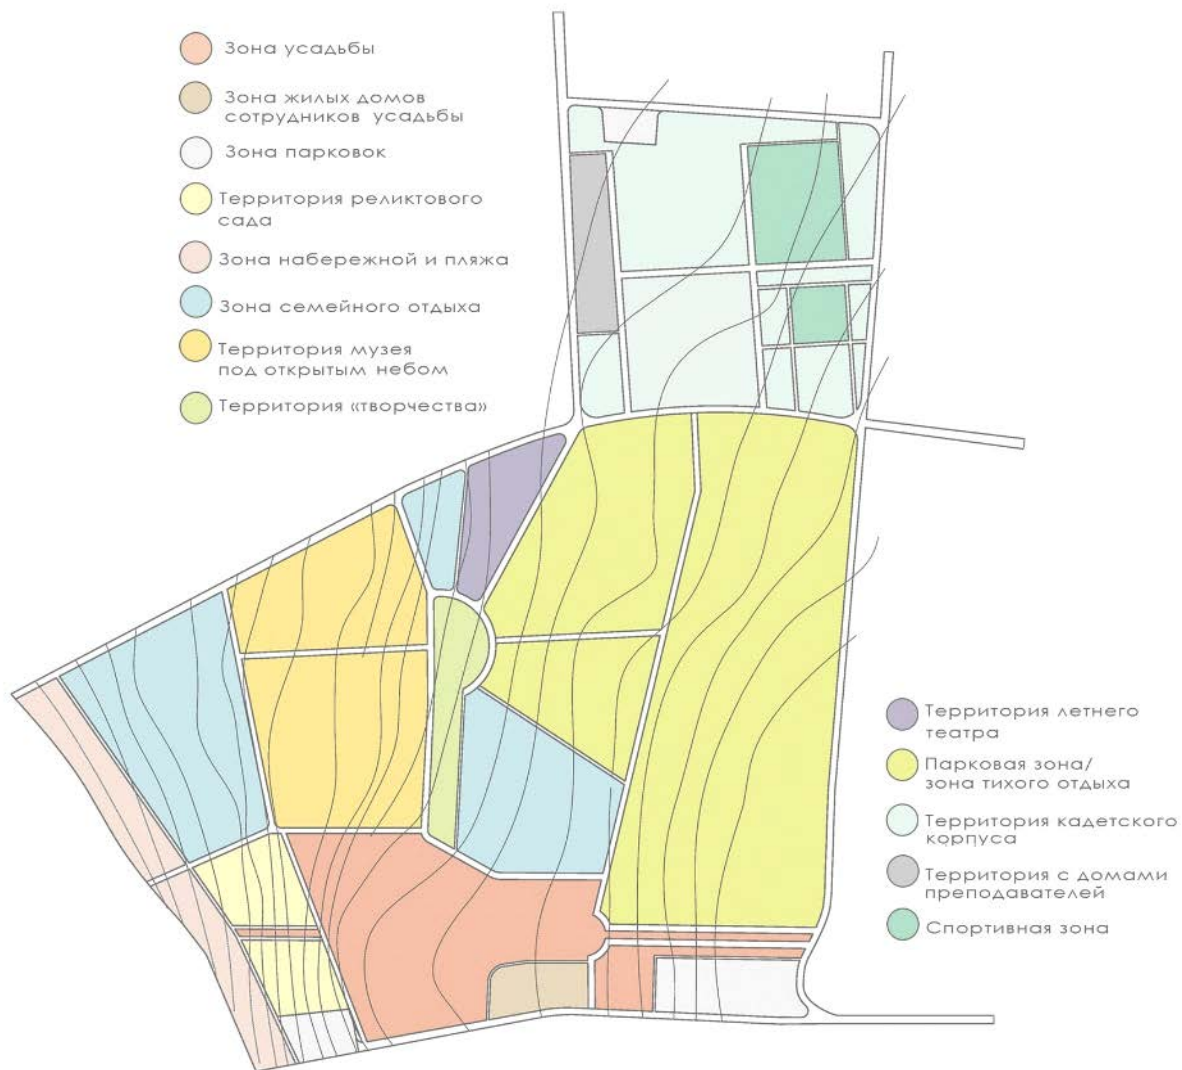 Зона усадьбы
Зона жилых домов
сотрудников усадьбы
Зона парковок
Территория реликтового
сада
Зона набережной и пляжа
Зона семейного отдыха
Территория музея
под открытым небом
Территория «творчества»
Территория летнего
театра
Парковая зона/
зона тихого отдыха
Территория кадетского
корпуса
Территория с домами
преподавателей
Спортивная зона